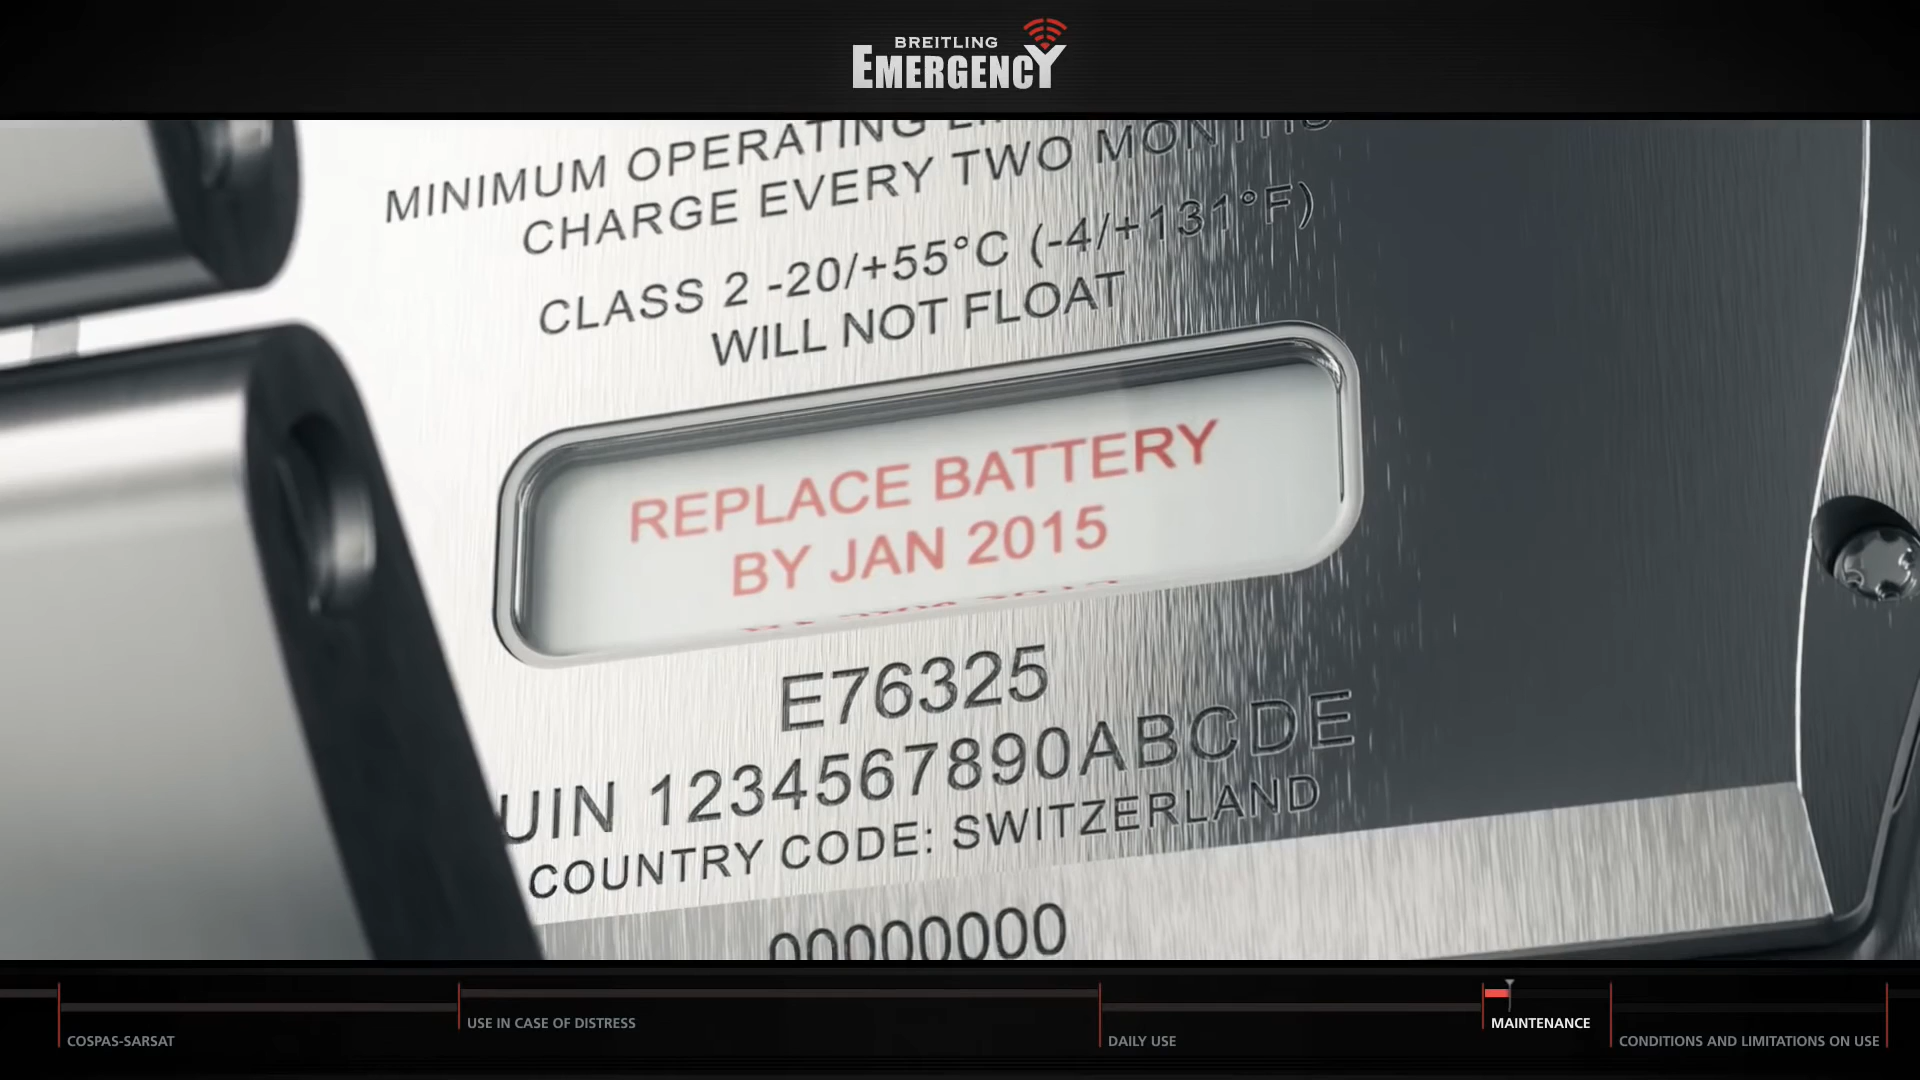 BREITLING
EMERGENCY
MINIMUM OPERATING
CHARGE EVERY TWO MONTHS
CLASS 2 -20/+55°C (-4/+131°F)
WILL NOT FLOAT
REPLACE BATTERY
BY JAN 2015
E76325
UIN 1234567890ABCDE
COUNTRY CODE: SWITZERLAND
00000000
COSPAS-SARSAT
USE IN CASE OF DISTRESS
DAILY USE
MAINTENANCE
CONDITIONS AND LIMITATIONS ON USE